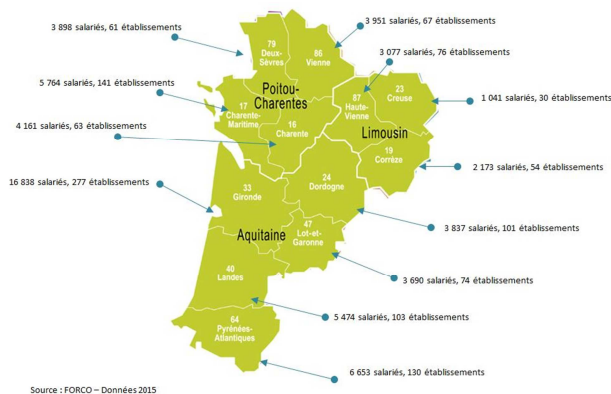 3 898 salariés, 61 établissements
3 951 salariés, 67 établissements
79
Deux-
Sèvres
86
Vienne
3 077 salariés, 76 établissements
5 764 salariés, 141 établissements
Poitou-
Charentes
87
Haute-
Vienne
23
Creuse
1 041 salariés, 30 établissements
17
Charente-
Maritime
4 161 salariés, 63 établissements
16
Charente
Limousin
19
Corrèze
2 173 salariés, 54 établissements
16 838 salariés, 277 établissements
33
Gironde
24
Dordogne
3 837 salariés, 101 établissements
Aquitaine
47
Lot-et-
Garonne
3 690 salariés, 74 établissements
40
Landes
5 474 salariés, 103 établissements
64
Pyrénées-
Atlantiques
6 653 salariés, 130 établissements
Source : FORCO – Données 2015